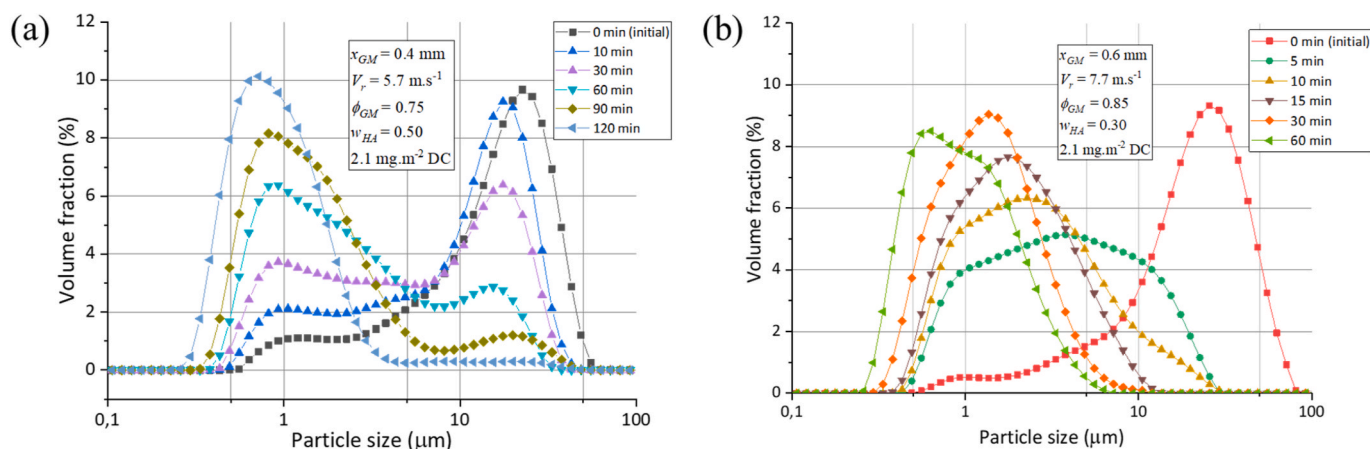 (a)
12
10
8
6
4
2
0
Volume fraction (%)
x_GM = 0.4 mm
V_r = 5.7 m.s⁻¹
ϕ_GM = 0.75
w_HA = 0.50
2.1 mg.m⁻² DC
0 min (initial)
10 min
30 min
60 min
90 min
120 min
0,1 1 10 100
Particle size (μm)
(b)
12
10
8
6
4
2
0
Volume fraction (%)
x_GM = 0.6 mm
V_r = 7.7 m.s⁻¹
ϕ_GM = 0.85
w_HA = 0.30
2.1 mg.m⁻² DC
0 min (initial)
5 min
10 min
15 min
30 min
60 min
0,1 1 10 100
Particle size (μm)